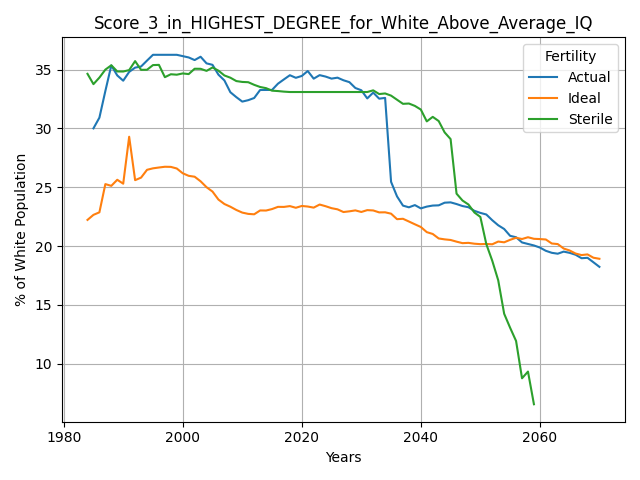 Score_3_in_HIGHEST_DEGREE_for_White_Above_Average_IQ
% of White Population
35
30
25
20
15
10
1980
2000
2020
2040
2060
Years
Fertility
Actual
Ideal
Sterile